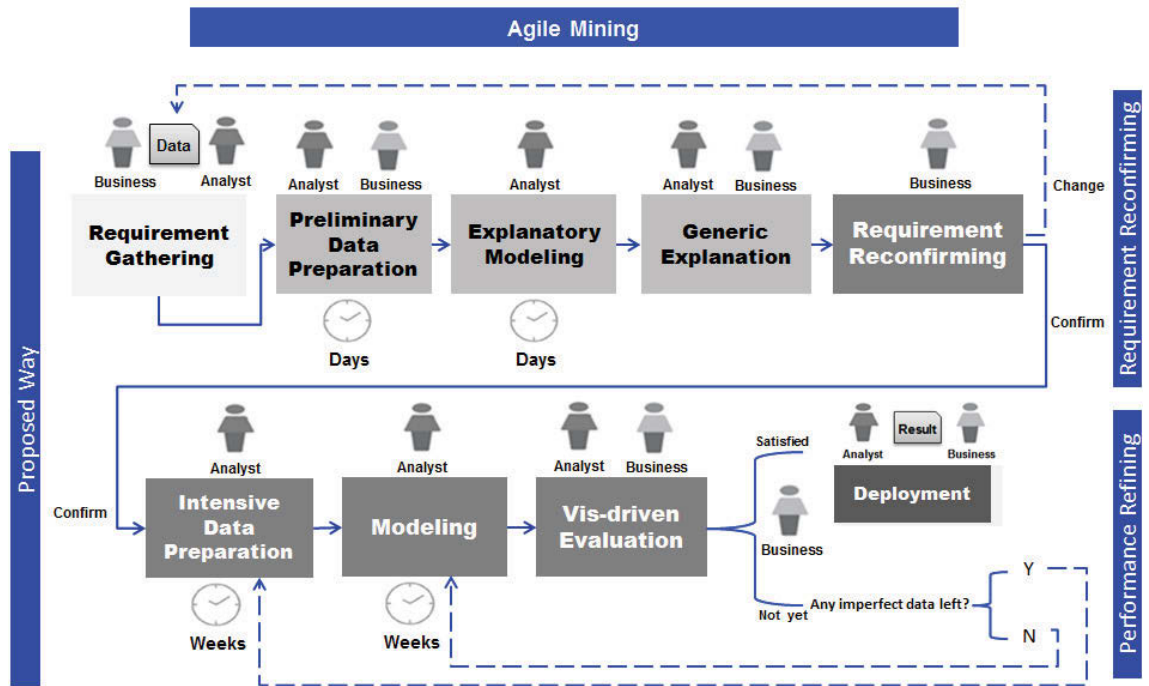 Agile Mining
Requirement Reconfirming
Performance Refining
Proposed Way
Data
Business
Analyst
Requirement
Gathering
Analyst
Business
Preliminary
Data
Preparation
Days
Analyst
Explanatory
Modeling
Days
Analyst
Business
Generic
Explanation
Business
Requirement
Reconfirming
Change
Confirm
Confirm
Analyst
Intensive
Data
Preparation
Weeks
Analyst
Modeling
Weeks
Analyst
Business
Vis-driven
Evaluation
Satisfied
Business
Not yet
Any imperfect data left?
Y
N
Analyst
Result
Business
Deployment